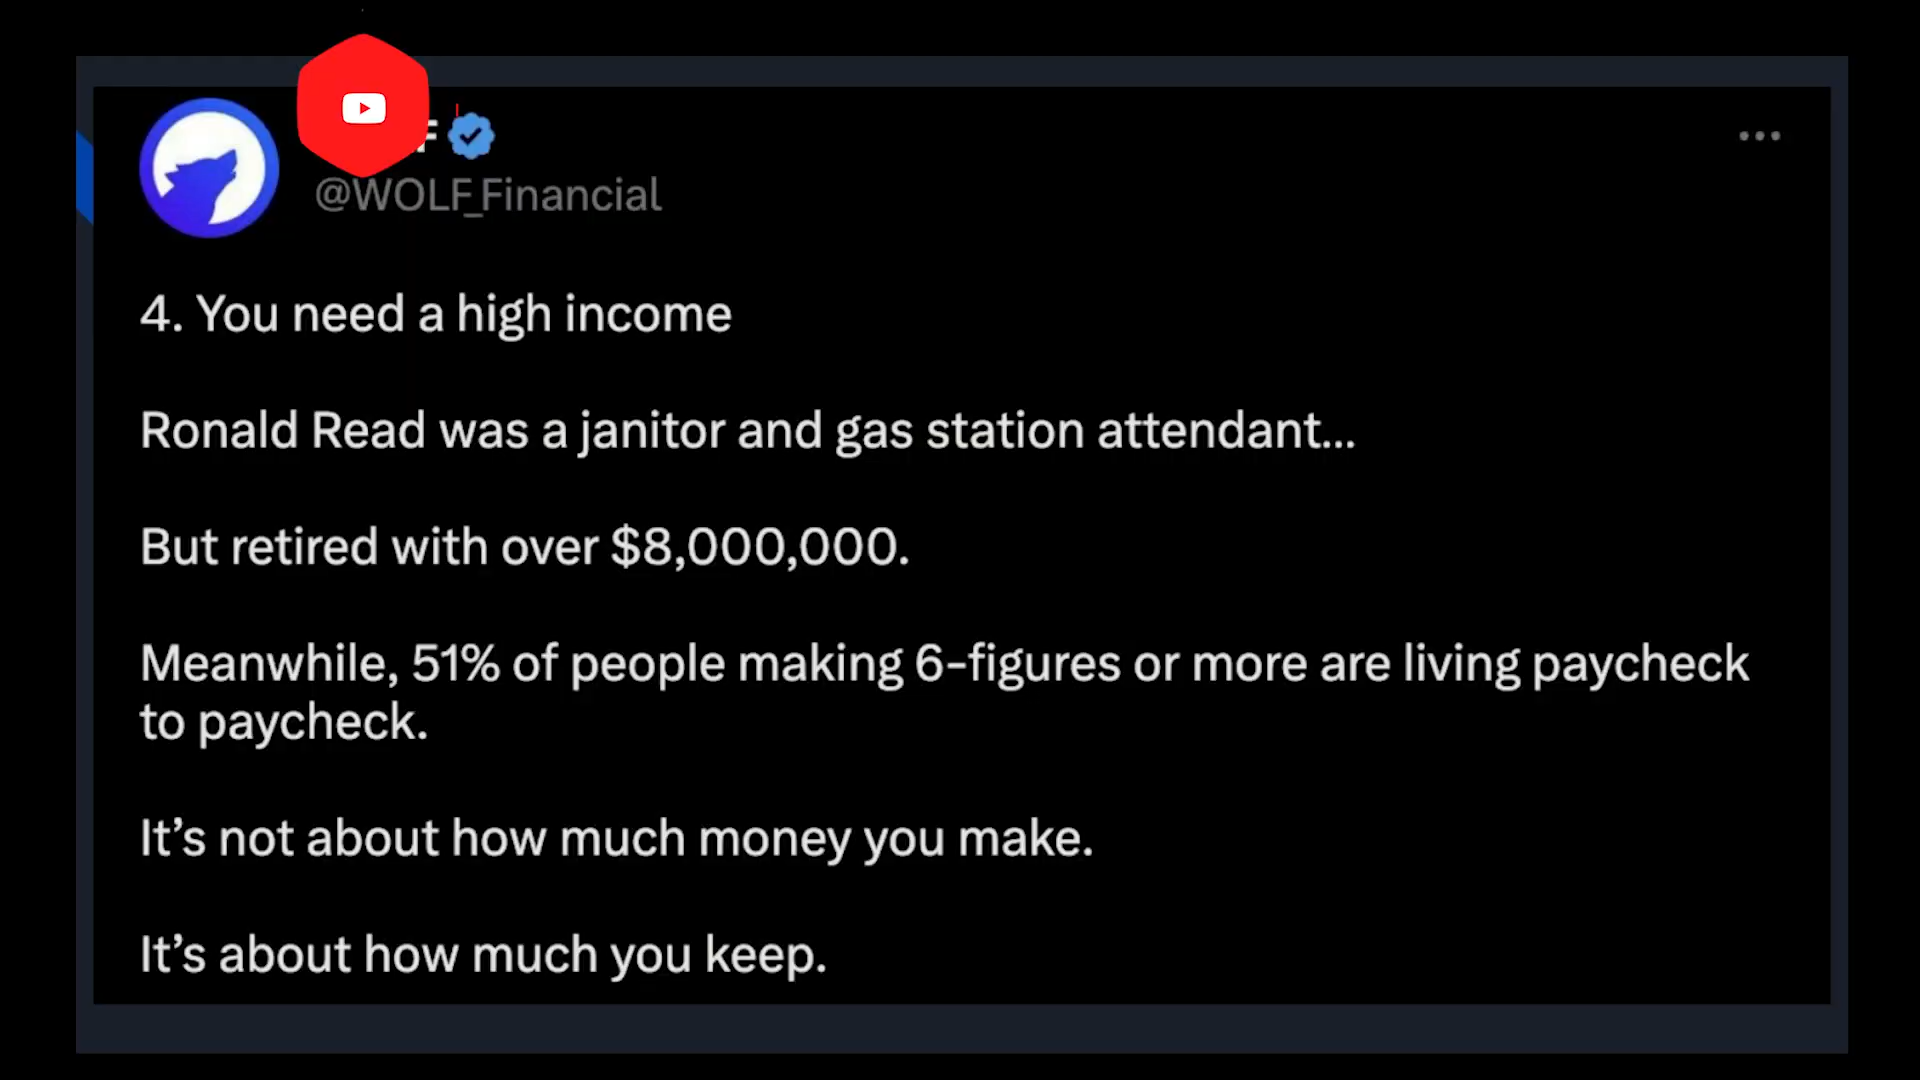 @WOLF_Financial
4. You need a high income
Ronald Read was a janitor and gas station attendant...
But retired with over $8,000,000.
Meanwhile, 51% of people making 6-figures or more are living paycheck
to paycheck.
It’s not about how much money you make.
It’s about how much you keep.